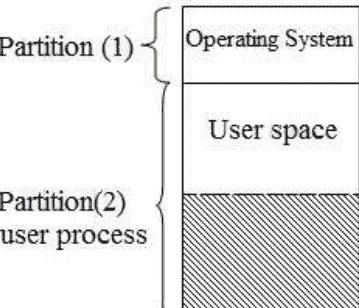 Partition (1)
Operating System
User space
Partition(2)
user process